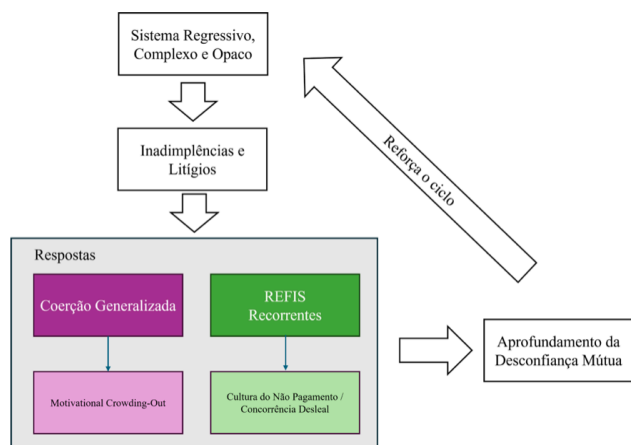 Sistema Regressivo,
Complexo e Opaco
Inadimplências e
Litígios
Reforça o ciclo
Respostas
Coerção Generalizada
REFIS
Recorrentes
Motivational Crowding-Out
Cultura do Não Pagamento /
Concorrência Desleal
Aprofundamento da
Desconfiança Mútua